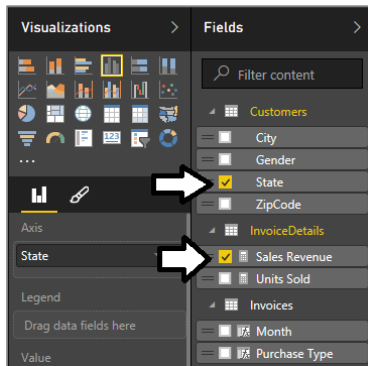 Visualizations
Fields
Filter content
Customers
City
Gender
State
ZipCode
InvoiceDetails
Sales Revenue
Units Sold
Invoices
Month
Purchase Type
123
R
Axis
State
Legend
Drag data fields here
Value